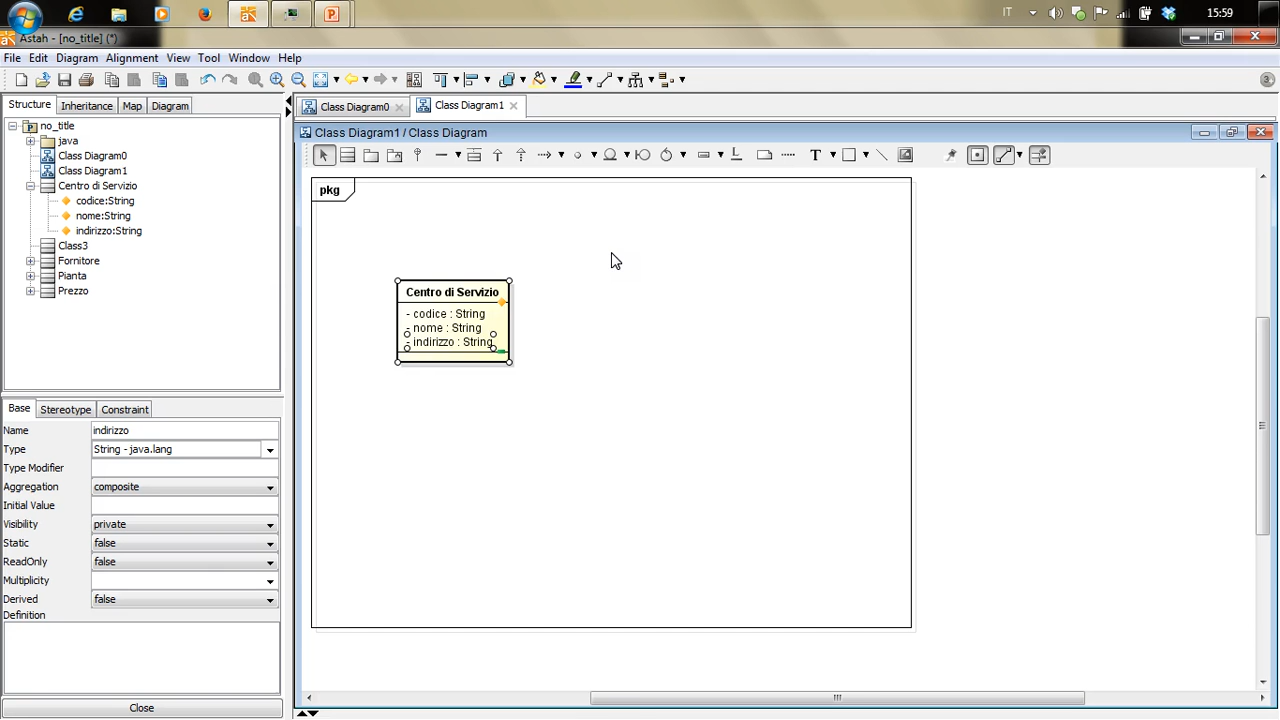 IT
15:59
Astah - [no_title] (*)
File Edit Diagram Alignment View Tool Window Help
3
Structure Inheritance Map Diagram
Class Diagram0
Class Diagram1
no_title
java
Class Diagram0
Class Diagram1
Centro di Servizio
codice:String
nome:String
indirizzo:String
Class3
Fornitore
Pianta
Prezzo
Class Diagram1 / Class Diagram
T
pkg
Centro di Servizio
- codice : String
- nome : String
- indirizzo : String
Base Stereotype Constraint
Name indirizzo
Type String - java.lang
Type Modifier
Aggregation composite
Initial Value
Visibility private
Static false
ReadOnly false
Multiplicity
Derived false
Definition
Close